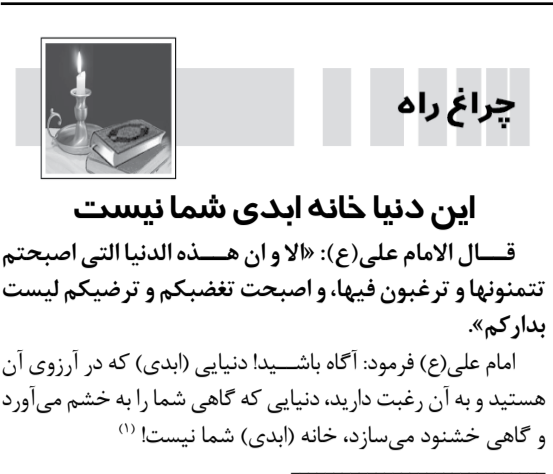 چراغ راه
این دنیا خانه ابدی شما نیست
قـــال الامام علی(ع): «الا و ان هـــذه الدنیا التی اصبحتم
تتمنونها و ترغبون فیها، و اصبحت تغضبکم و ترضیکم لیست
بدارکم».
امام علی(ع) فرمود: آگاه باشـــید! دنیایی (ابدی) که در آرزوی آن
هستید و به آن رغبت دارید، دنیایی که گاهی شما را به خشم می‌آورد
و گاهی خشنود می‌سازد، خانه (ابدی) شما نیست! (۱)